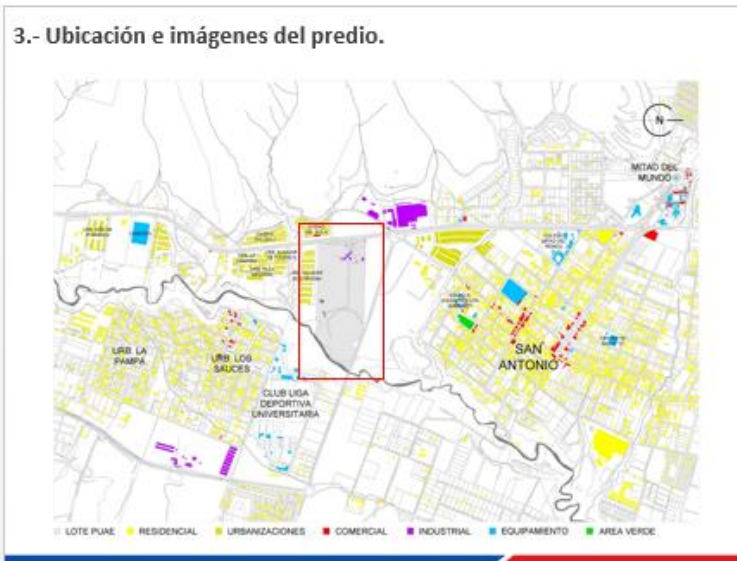 3.- Ubicación e imágenes del predio.
N
MITAD DEL
MUNDO
URB. LA
PAMPA
URB. LOS
SAUCES
CLUB LIGA
DEPORTIVA
UNIVERSITARIA
SAN
ANTONIO
LOTE PUAE
RESIDENCIAL
URBANIZACIONES
COMERCIAL
INDUSTRIAL
EQUIPAMIENTO
AREA VERDE